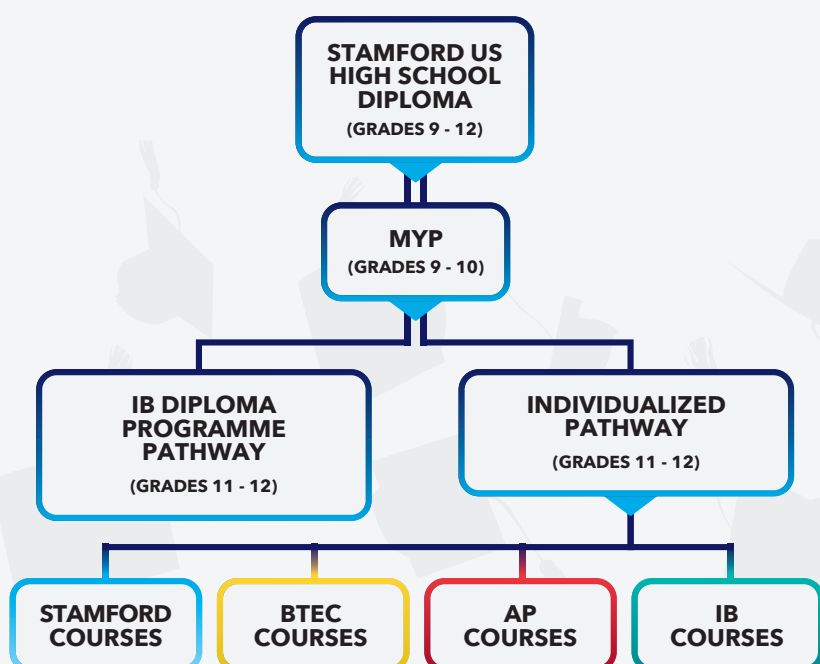 STAMFORD US
HIGH SCHOOL
DIPLOMA
(GRADES 9 - 12)
MYP
(GRADES 9 - 10)
IB DIPLOMA
PROGRAMME
PATHWAY
(GRADES 11 - 12)
INDIVIDUALIZED
PATHWAY
(GRADES 11 - 12)
STAMFORD
COURSES
BTEC
COURSES
AP
COURSES
IB
COURSES